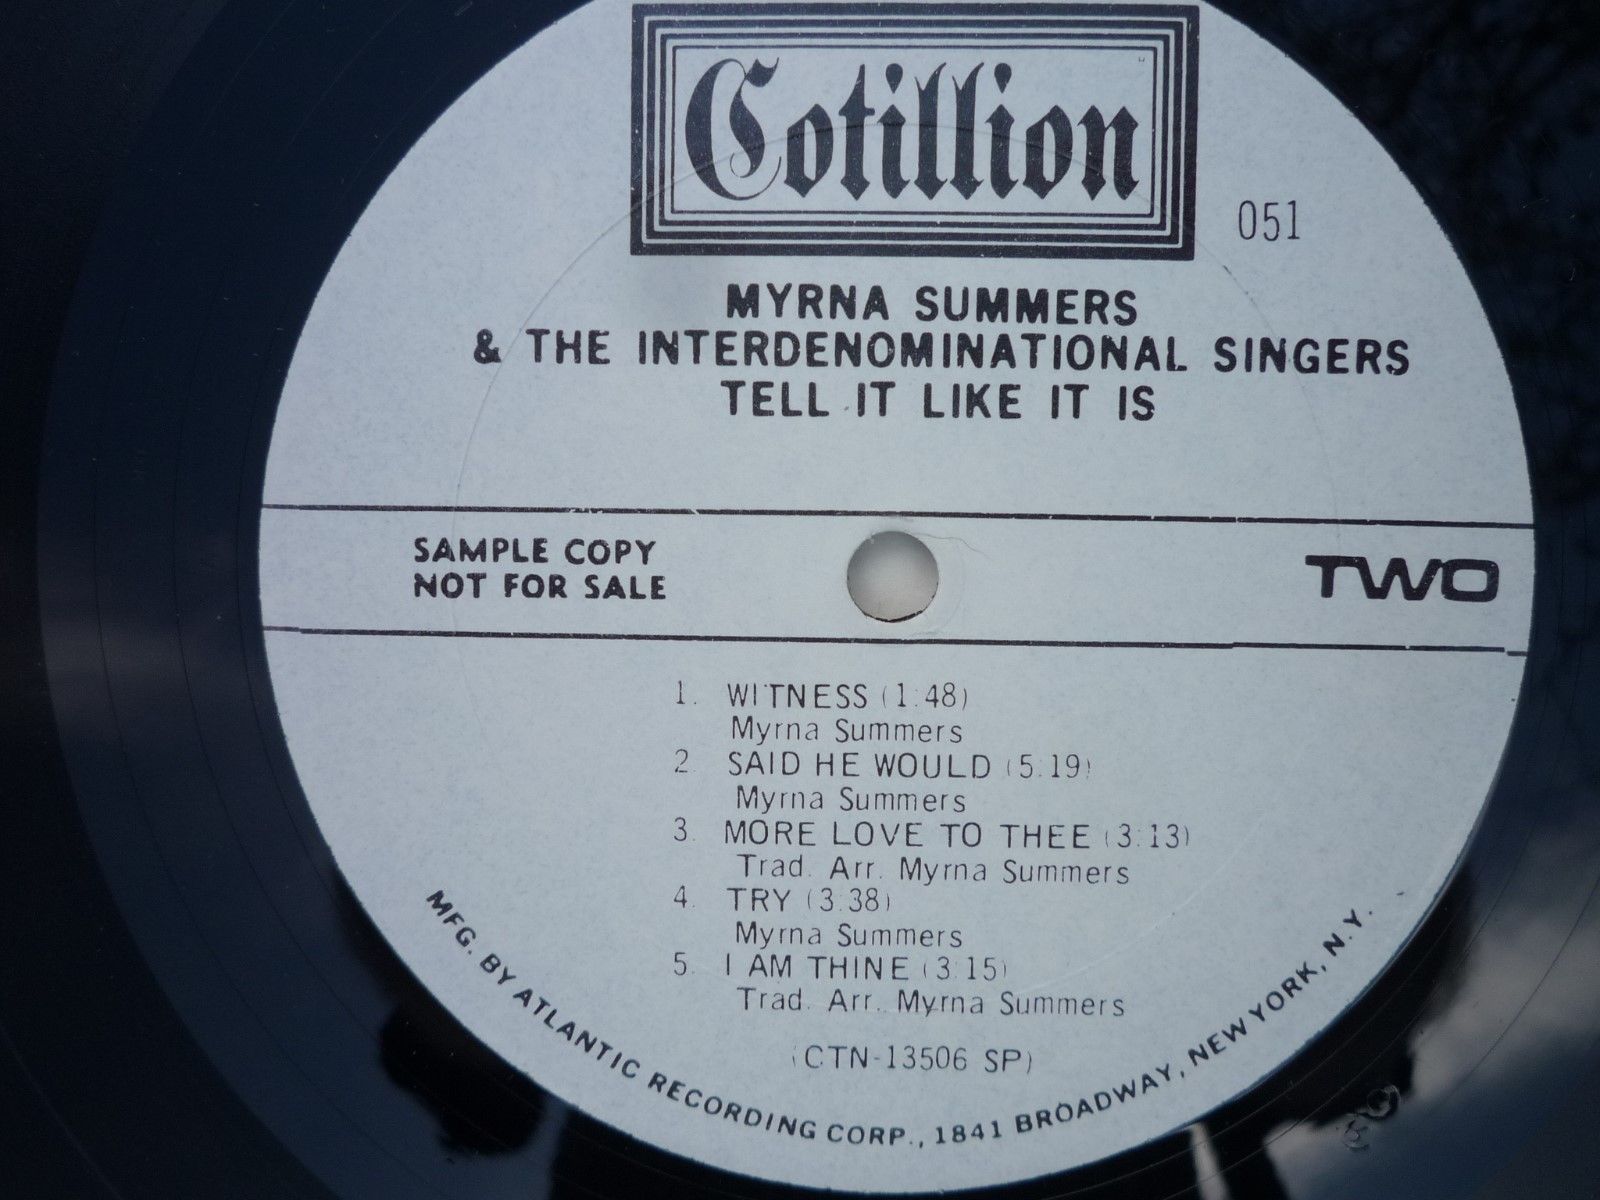 Cotillion
051
MYRNA SUMMERS
& THE INTERDENOMINATIONAL SINGERS
TELL IT LIKE IT IS
SAMPLE COPY
NOT FOR SALE
TWO
1. WITNESS (1:48)
Myrna Summers
2. SAID HE WOULD (5:19)
Myrna Summers
3. MORE LOVE TO THEE (3:13)
Trad. Arr. Myrna Summers
4. TRY (3:38)
Myrna Summers
5. I AM THINE (3:15)
Trad. Arr. Myrna Summers
(CTN-13506 SP)
MFG. BY ATLANTIC RECORDING CORP., 1841 BROADWAY, NEW YORK, N.Y.